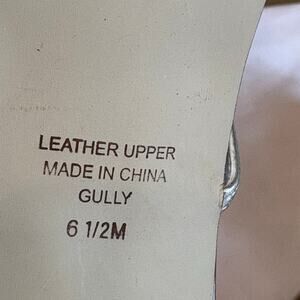 LEATHER UPPER
MADE IN CHINA
GULLY
6 1/2M